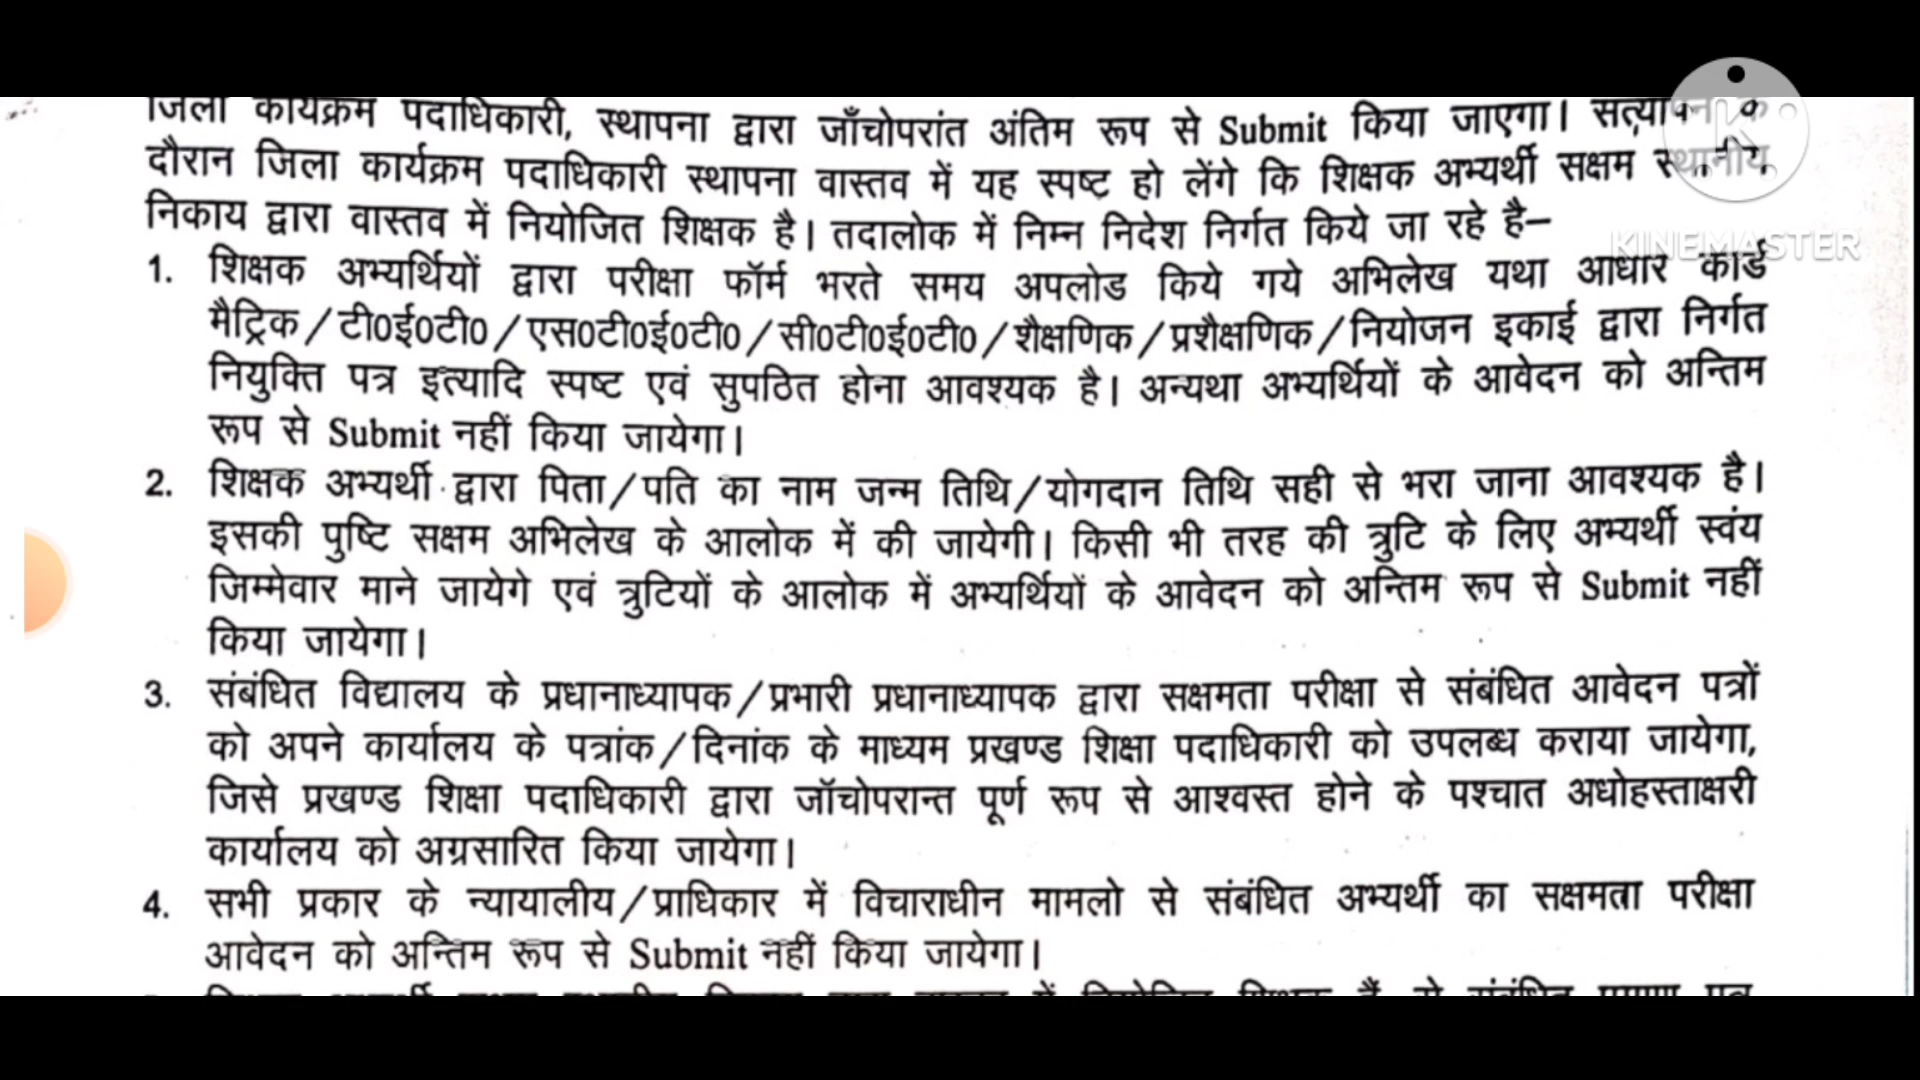 जिला कार्यक्रम पदाधिकारी, स्थापना द्वारा जाँचोपरांत अंतिम रूप से Submit किया जाएगा। सत्यापन के
दौरान जिला कार्यक्रम पदाधिकारी स्थापना वास्तव में यह स्पष्ट हो लेंगे कि शिक्षक अभ्यर्थी सक्षम स्थानीय
निकाय द्वारा वास्तव में नियोजित शिक्षक है। तदालोक में निम्न निदेश निर्गत किये जा रहे है–
KINEMASTER
1. शिक्षक अभ्यर्थियों द्वारा परीक्षा फॉर्म भरते समय अपलोड किये गये अभिलेख यथा आधार कार्ड
मैट्रिक/टी0ई0टी0/एस0टी0ई0टी0/सी0टी0ई0टी0/शैक्षणिक/प्रशैक्षणिक/नियोजन इकाई द्वारा निर्गत
नियुक्ति पत्र इत्यादि स्पष्ट एवं सुपठित होना आवश्यक है। अन्यथा अभ्यर्थियों के आवेदन को अन्तिम
रूप से Submit नहीं किया जायेगा।
2. शिक्षक अभ्यर्थी द्वारा पिता/पति का नाम जन्म तिथि/योगदान तिथि सही से भरा जाना आवश्यक है।
इसकी पुष्टि सक्षम अभिलेख के आलोक में की जायेगी। किसी भी तरह की त्रुटि के लिए अभ्यर्थी स्वंय
जिम्मेवार माने जायेगे एवं त्रुटियों के आलोक में अभ्यर्थियों के आवेदन को अन्तिम रूप से Submit नहीं
किया जायेगा।
3. संबंधित विद्यालय के प्रधानाध्यापक/प्रभारी प्रधानाध्यापक द्वारा सक्षमता परीक्षा से संबंधित आवेदन पत्रों
को अपने कार्यालय के पत्रांक/दिनांक के माध्यम प्रखण्ड शिक्षा पदाधिकारी को उपलब्ध कराया जायेगा,
जिसे प्रखण्ड शिक्षा पदाधिकारी द्वारा जॉचोपरान्त पूर्ण रूप से आश्वस्त होने के पश्चात अधोहस्ताक्षरी
कार्यालय को अग्रसारित किया जायेगा।
4. सभी प्रकार के न्यायालीय/प्राधिकार में विचाराधीन मामलो से संबंधित अभ्यर्थी का सक्षमता परीक्षा
आवेदन को अन्तिम रूप से Submit नहीं किया जायेगा।